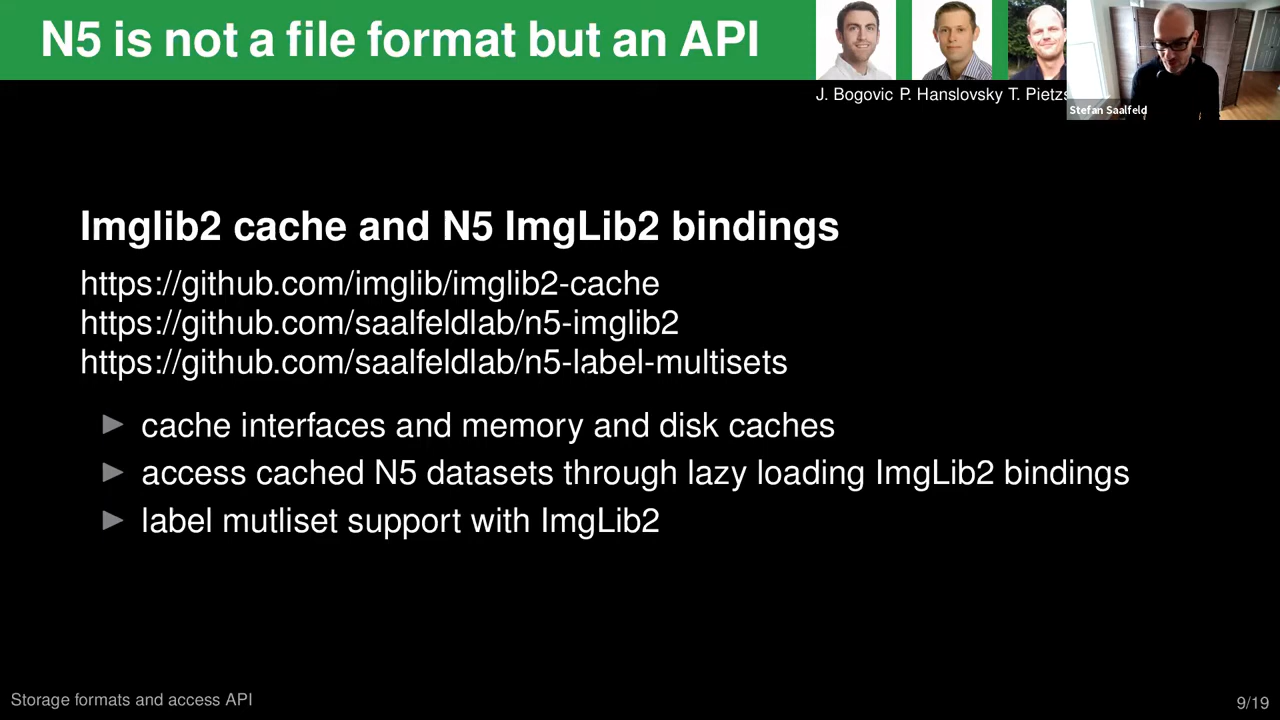 N5 is not a file format but an API
J. Bogovic P. Hanslovsky T. Pietzs
Stefan Saalfeld
Imglib2 cache and N5 ImgLib2 bindings
https://github.com/imglib/imglib2-cache
https://github.com/saalfeldlab/n5-imglib2
https://github.com/saalfeldlab/n5-label-multisets
cache interfaces and memory and disk caches
access cached N5 datasets through lazy loading ImgLib2 bindings
label mutliset support with ImgLib2
Storage formats and access API
9/19